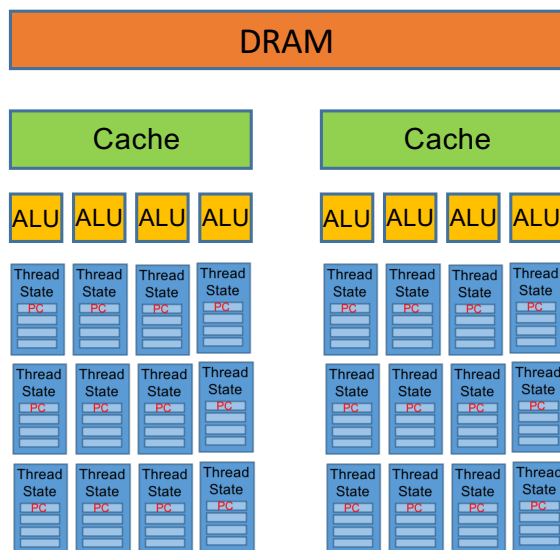 DRAM
Cache Cache
ALU ALU ALU ALU ALU ALU ALU ALU
Thread Thread Thread Thread Thread Thread Thread Thread
State State State State State State State State
PC PC PC PC PC PC PC PC
Thread Thread Thread Thread Thread Thread Thread Thread
State State State State State State State State
PC PC PC PC PC PC PC PC
Thread Thread Thread Thread Thread Thread Thread Thread
State State State State State State State State
PC PC PC PC PC PC PC PC